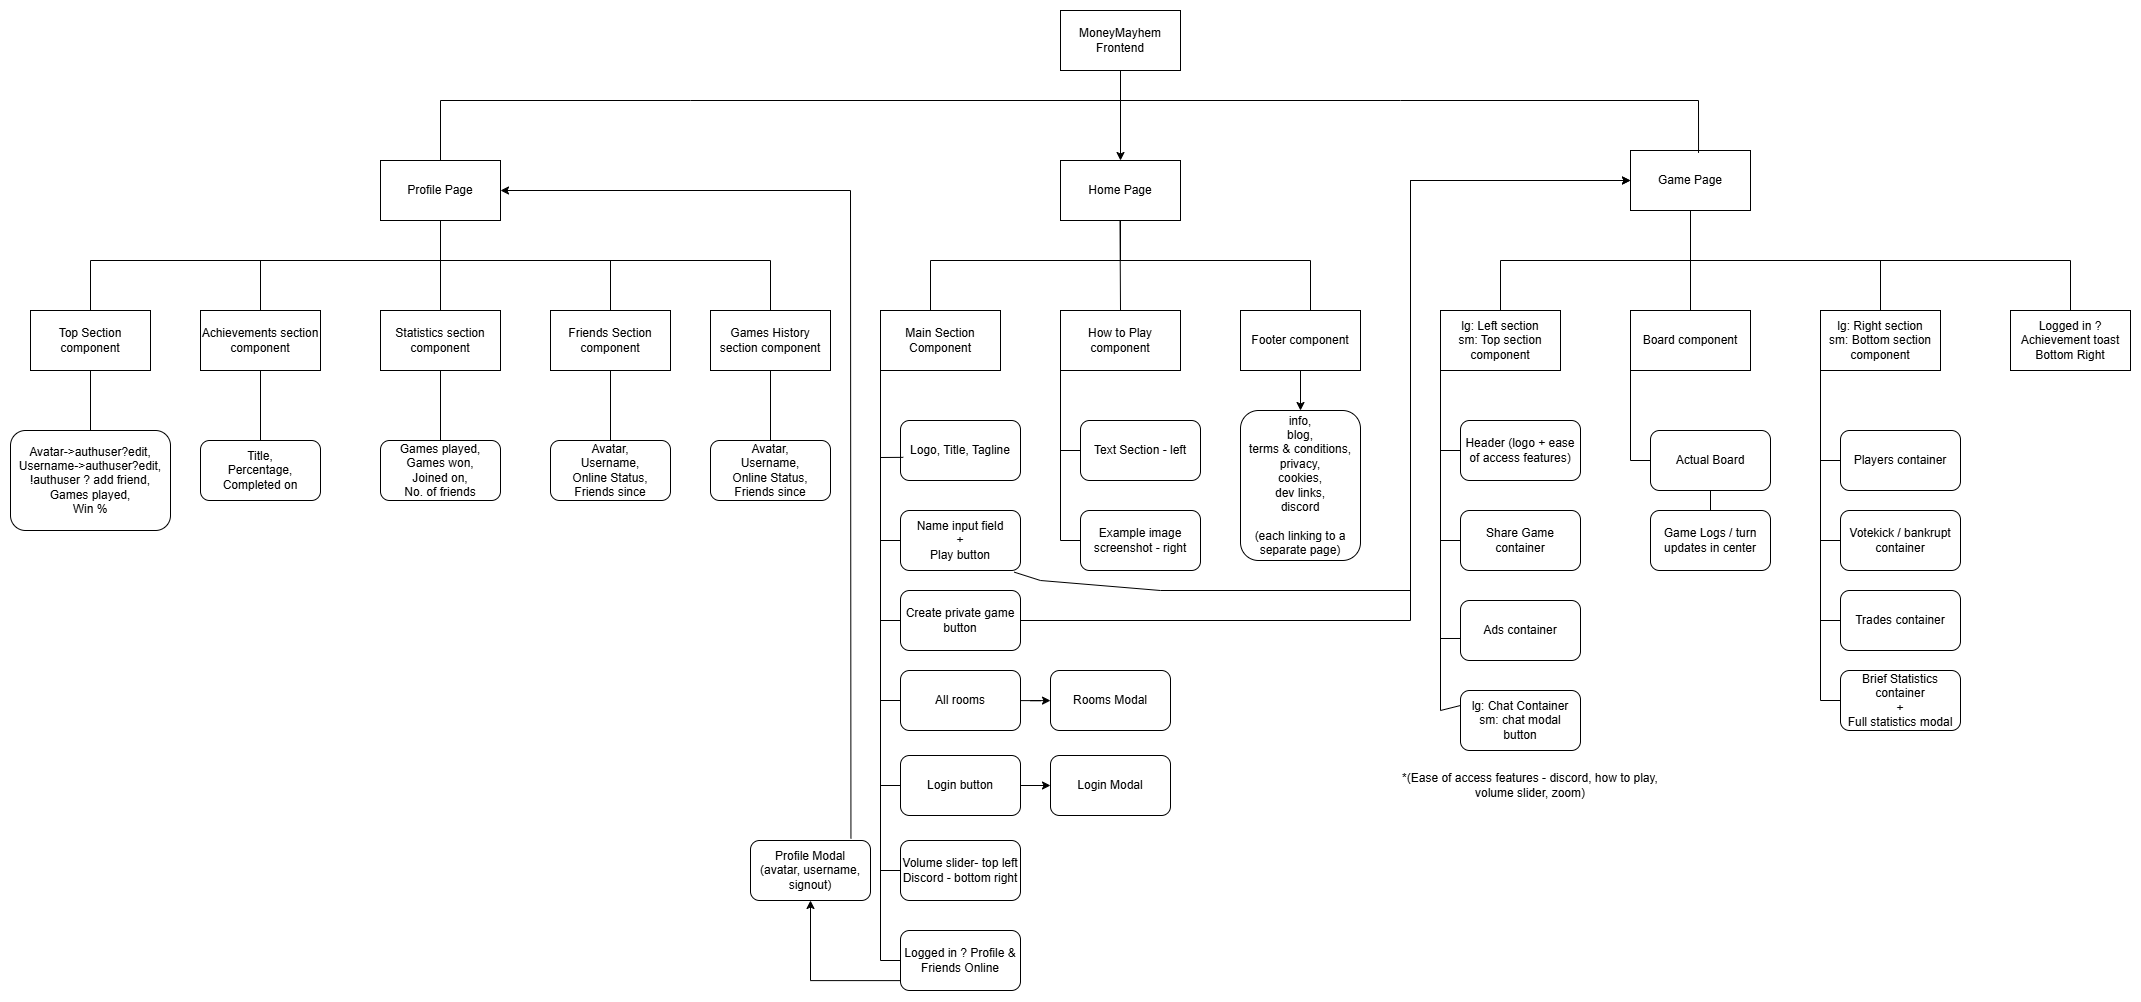 MoneyMayhem
Frontend
Profile Page
Home Page
Game Page
Top Section
component
Achievements section
component
Statistics section
component
Friends Section
component
Games History
section component
Main Section
Component
How to Play
component
Footer component
lg: Left section
sm: Top section
component
Board component
lg: Right section
sm: Bottom section
component
Logged in ?
Achievement toast
Bottom Right
Avatar->authuser?edit,
Username->authuser?edit,
!authuser ? add friend,
Games played,
Win %
Title,
Percentage,
Completed on
Games played,
Games won,
Joined on,
No. of friends
Avatar,
Username,
Online Status,
Friends since
Avatar,
Username,
Online Status,
Friends since
Logo, Title, Tagline
Name input field
+
Play button
Create private game
button
All rooms
Rooms Modal
Login button
Login Modal
Volume slider- top left
Discord - bottom right
Logged in ? Profile &
Friends Online
Profile Modal
(avatar, username,
signout)
Text Section - left
Example image
screenshot - right
info,
blog,
terms & conditions,
privacy,
cookies,
dev links,
discord
(each linking to a
separate page)
Header (logo + ease
of access features)
Share Game
container
Ads container
lg: Chat Container
sm: chat modal
button
*(Ease of access features - discord, how to play,
volume slider, zoom)
Actual Board
Game Logs / turn
updates in center
Players container
Votekick / bankrupt
container
Trades container
Brief Statistics
container
+
Full statistics modal